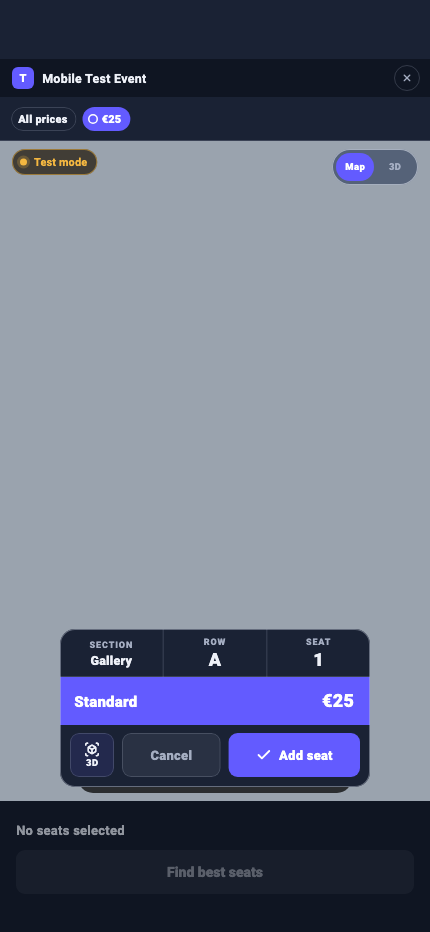 T Mobile Test Event
All prices €25
Test mode Map 3D
SECTION ROW SEAT
Gallery A 1
Standard €25
3D Cancel Add seat
No seats selected
Find best seats